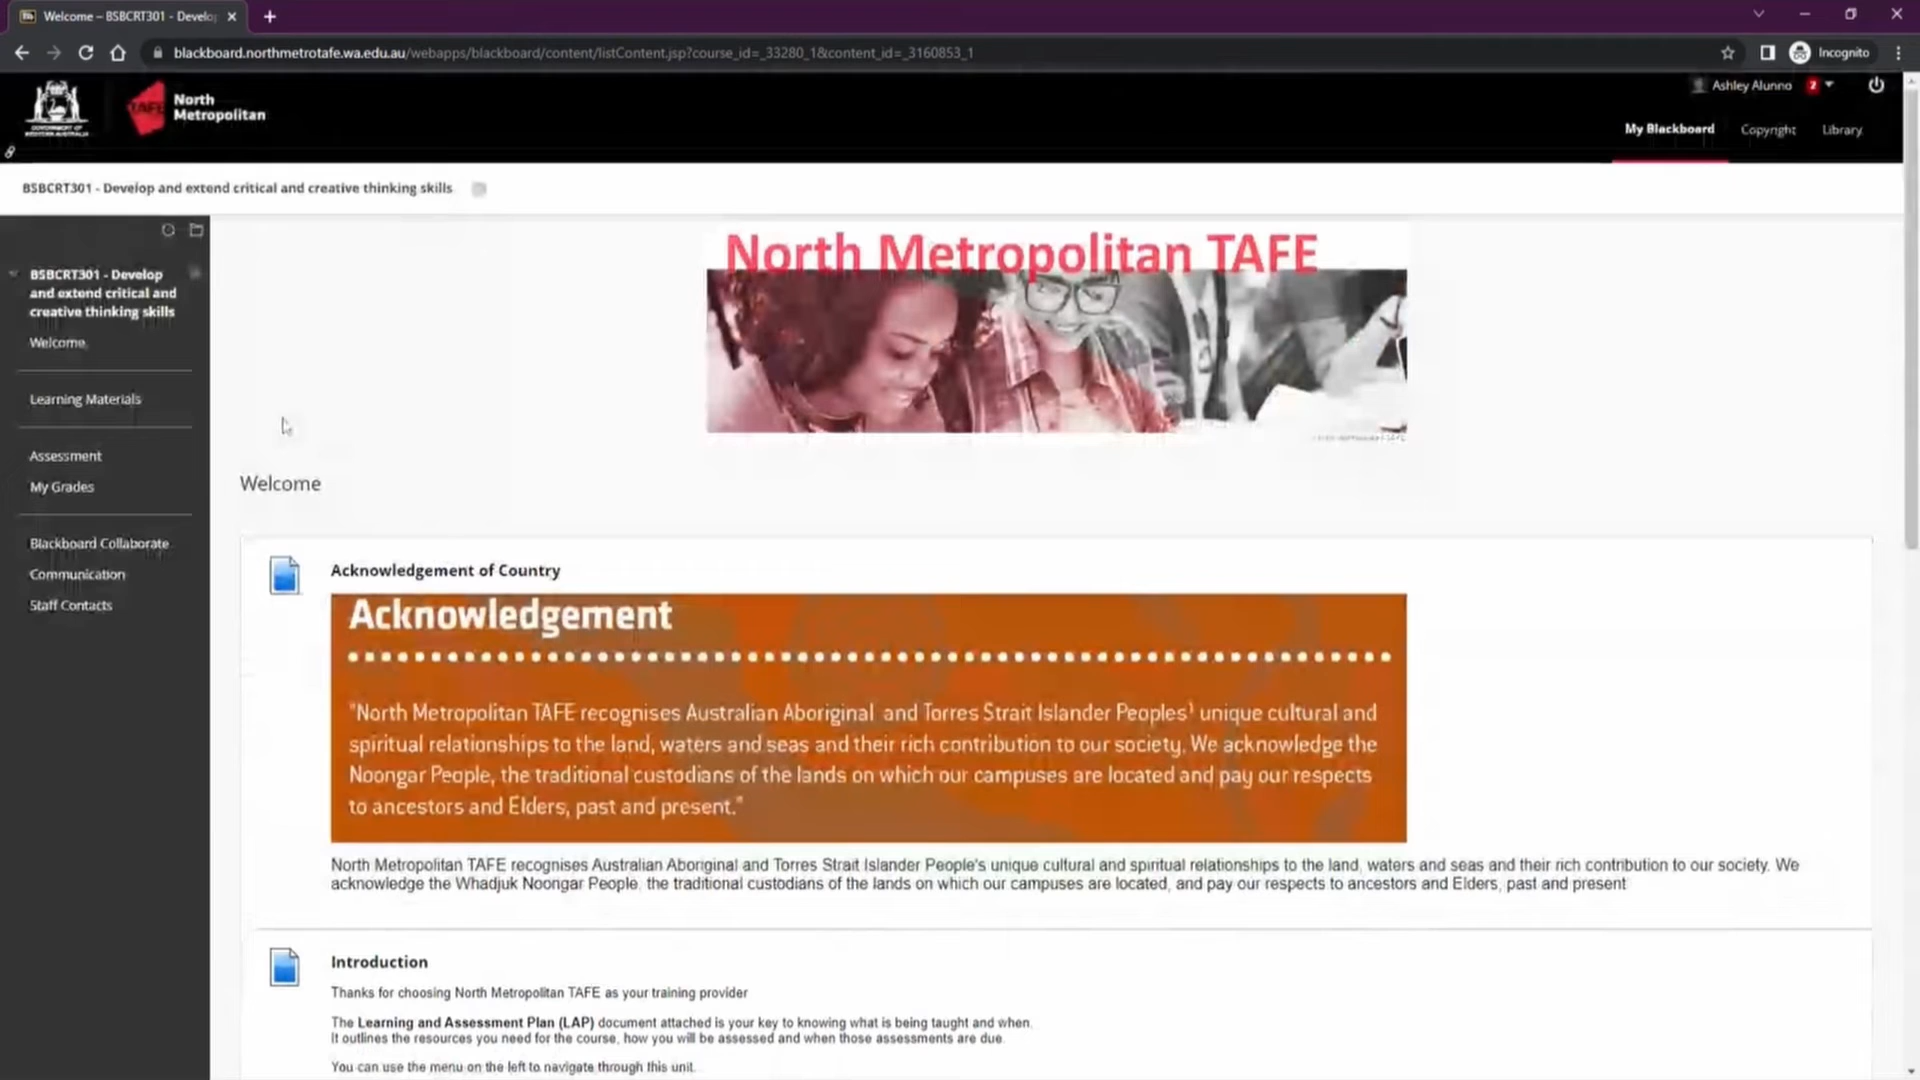 Welcome – BSBCRT301 - Develop
blackboard.northmetrotafe.wa.edu.au/webapps/blackboard/content/listContent.jsp?course_id=_33280_1&content_id=_3160853_1
Incognito
GOVERNMENT OF
WESTERN AUSTRALIA
TAFE
North
Metropolitan
Ashley Alunno
2
My Blackboard
Copyright
Library
BSBCRT301 - Develop and extend critical and creative thinking skills
BSBCRT301 - Develop
and extend critical and
creative thinking skills
Welcome
Learning Materials
Assessment
My Grades
Blackboard Collaborate
Communication
Staff Contacts
North Metropolitan TAFE
Welcome
Acknowledgement of Country
Acknowledgement
"North Metropolitan TAFE recognises Australian Aboriginal and Torres Strait Islander Peoples' unique cultural and
spiritual relationships to the land, waters and seas and their rich contribution to our society. We acknowledge the
Noongar People, the traditional custodians of the lands on which our campuses are located and pay our respects
to ancestors and Elders, past and present."
North Metropolitan TAFE recognises Australian Aboriginal and Torres Strait Islander People's unique cultural and spiritual relationships to the land, waters and seas and their rich contribution to our society. We
acknowledge the Whadjuk Noongar People, the traditional custodians of the lands on which our campuses are located, and pay our respects to ancestors and Elders, past and present
Introduction
Thanks for choosing North Metropolitan TAFE as your training provider
The Learning and Assessment Plan (LAP) document attached is your key to knowing what is being taught and when.
It outlines the resources you need for the course, how you will be assessed and when those assessments are due.
You can use the menu on the left to navigate through this unit.